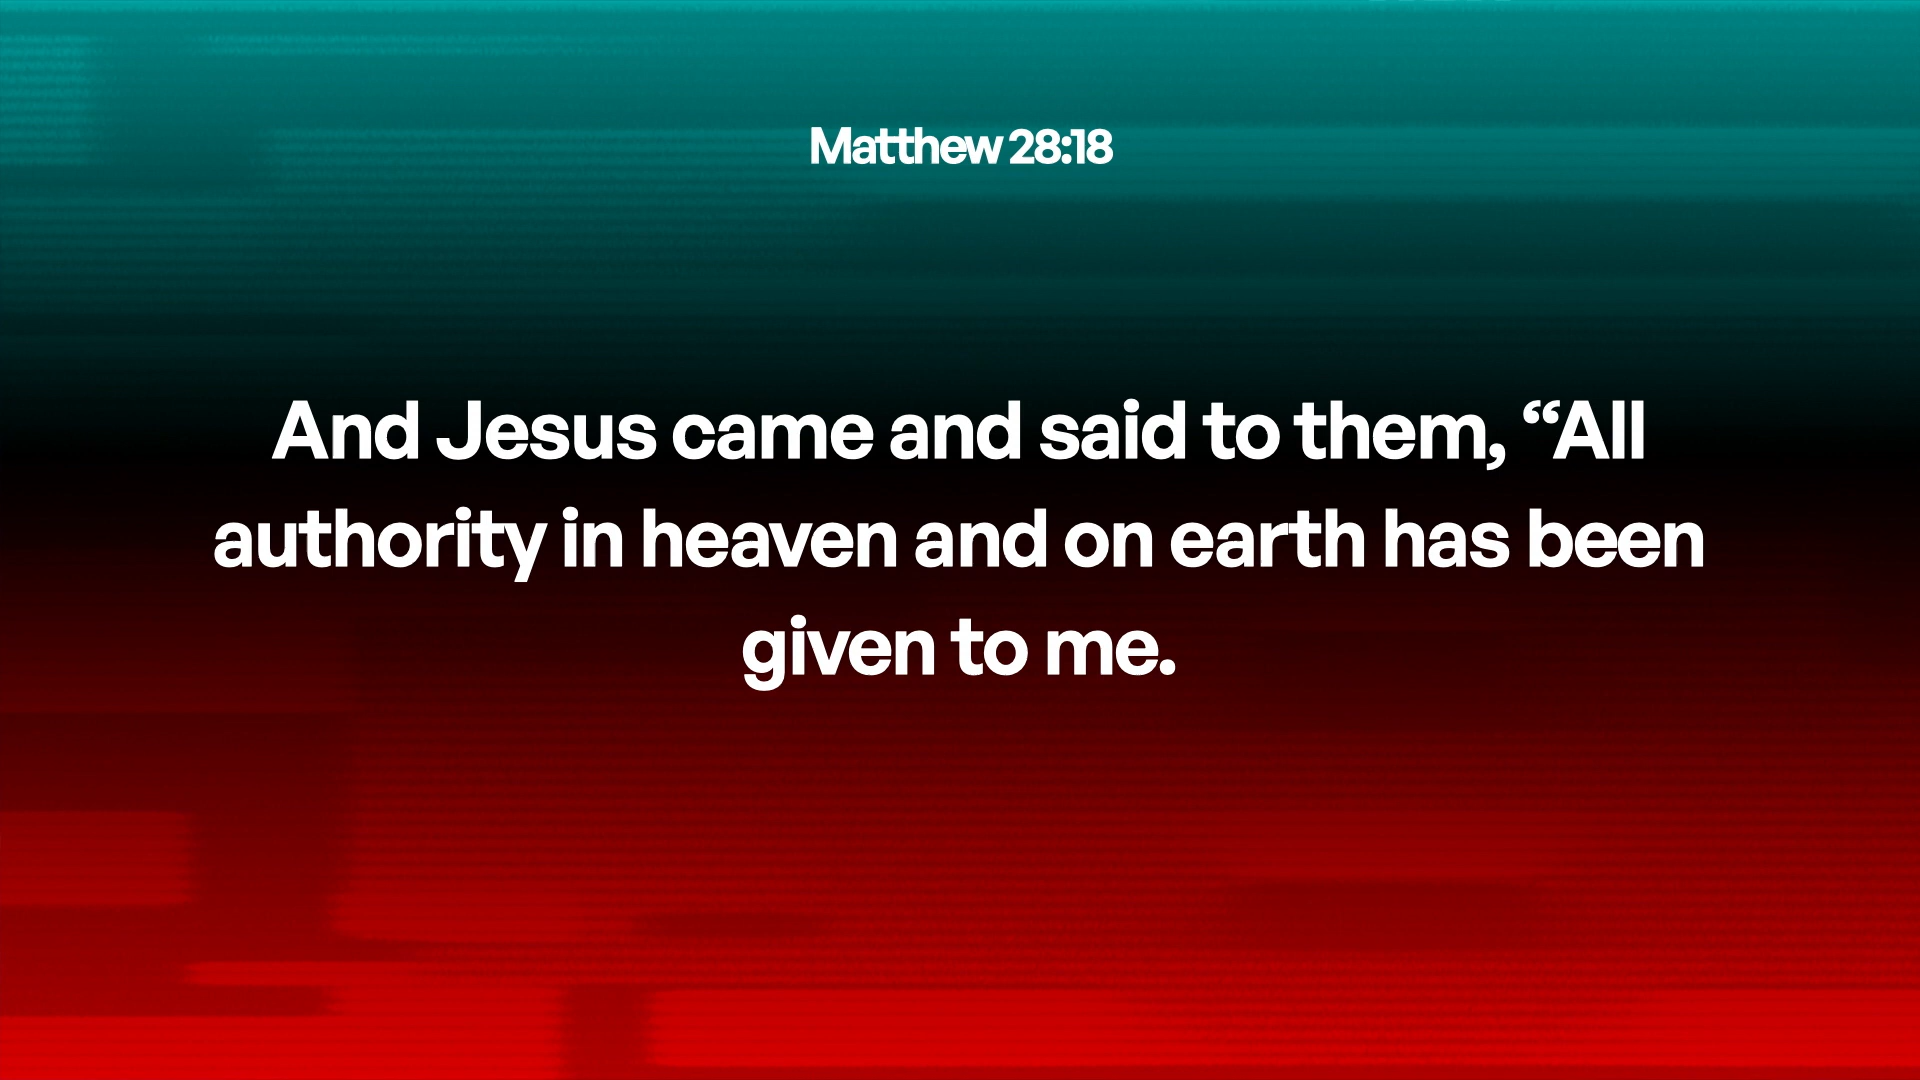 Matthew 28:18
And Jesus came and said to them, “All
authority in heaven and on earth has been
given to me.